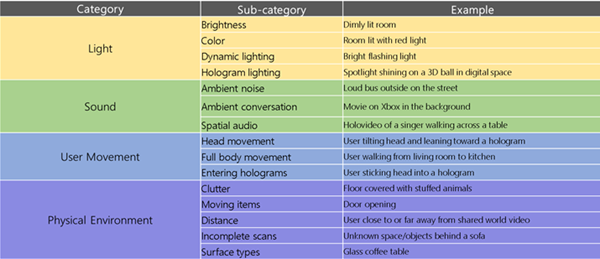 Category Sub-category Example
Light
Brightness Dimly lit room
Color Room lit with red light
Dynamic lighting Bright flashing light
Hologram lighting Spotlight shining on a 3D ball in digital space
Sound
Ambient noise Loud bus outside on the street
Ambient conversation Movie on Xbox in the background
Spatial audio Holovideo of a singer walking across a table
User Movement
Head movement User tilting head and leaning toward a hologram
Full body movement User walking from living room to kitchen
Entering holograms User sticking head into a hologram
Physical Environment
Clutter Floor covered with stuffed animals
Moving items Door opening
Distance User close to or far away from shared world video
Incomplete scans Unknown space/objects behind a sofa
Surface types Glass coffee table